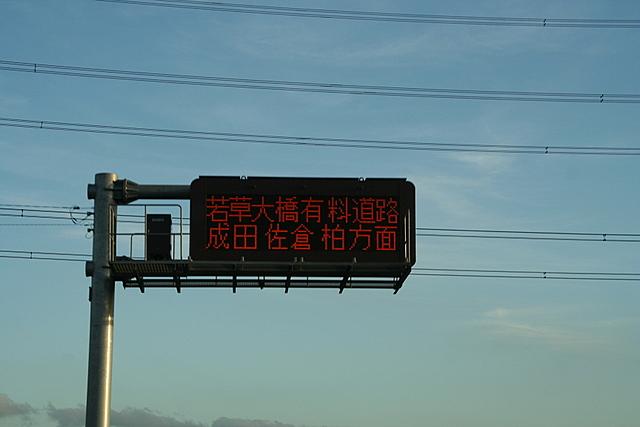 若草大橋有料道路
成田 佐倉 柏方面